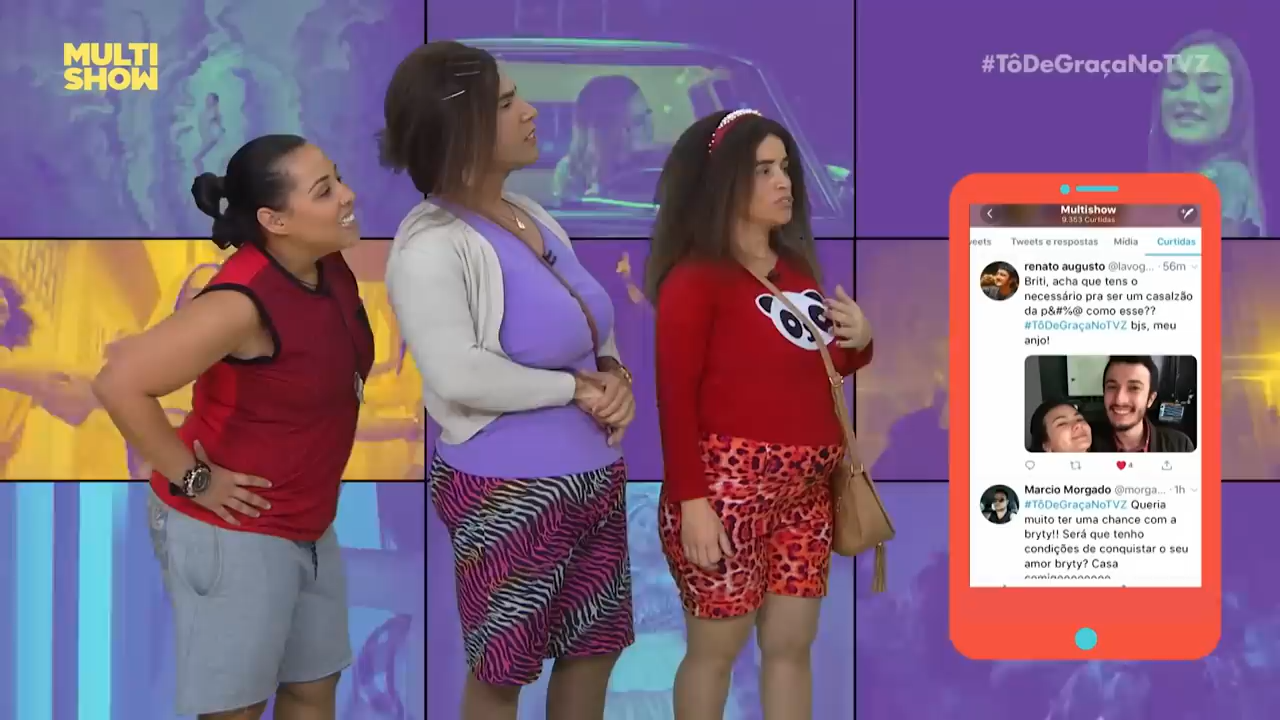 MULTI
SHOW
#TôDeGraçaNoTVZ
Multishow
9.353 Curtidas
Tweets e respostas Mídia Curtidas
renato augusto @lavog... · 56m
Briti, acha que tens o
necessário pra ser um casalzão
da p&#%@ como esse??
#TôDeGraçaNoTVZ bjs, meu
anjo!
4
Marcio Morgado @morga... · 1h
#TôDeGraçaNoTVZ Queria
muito ter uma chance com a
bryty!! Será que tenho
condições de conquistar o seu
amor bryty? Casa